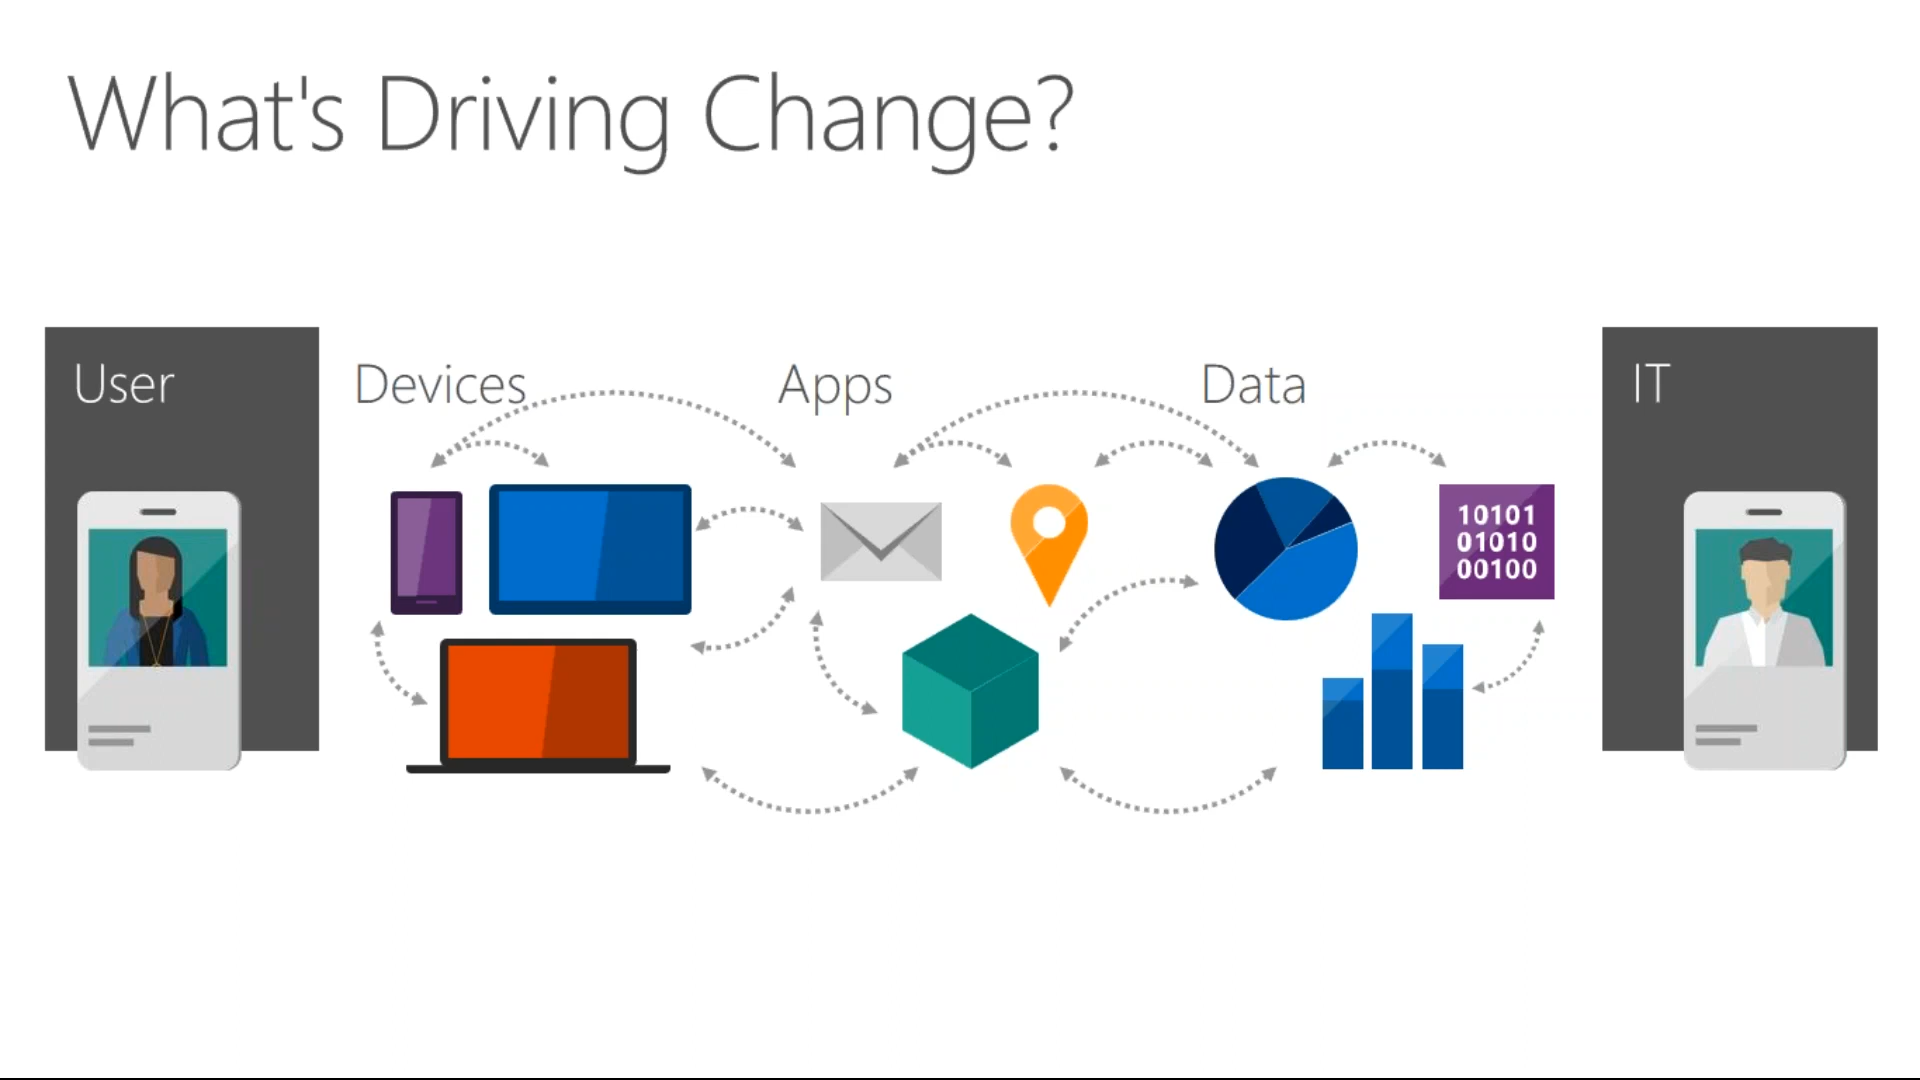 What's Driving Change?
User
Devices
Apps
Data
IT
10101
01010
00100